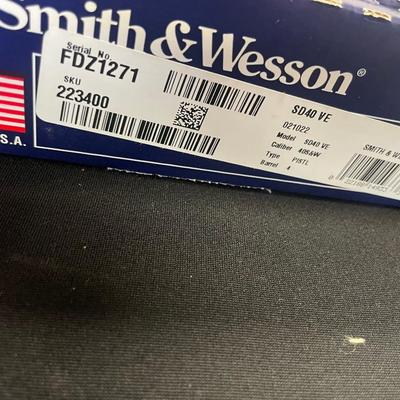 Smith & Wesson®
U.S.A.
Serial No.
FDZ1271
SKU
223400
SD40 VE
021022
Model SD40 VE
Caliber 40S&W
Type PISTL
Barrel 4
SMITH & W